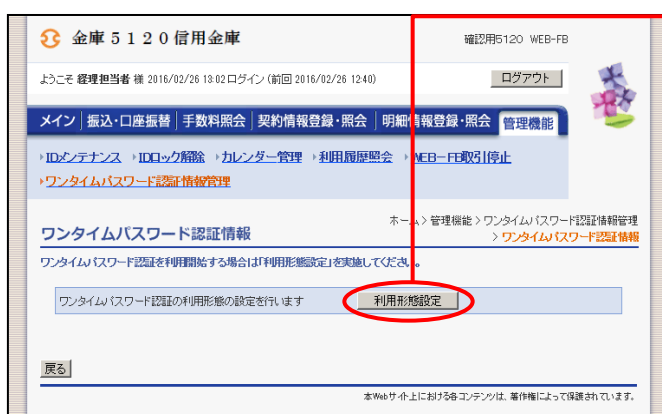 金庫５１２０信用金庫
確認用5120 WEB-FB
ようこそ 経理担当者 様 2016/02/26 13:02ログイン (前回 2016/02/26 12:40)
ログアウト
メイン 振込・口座振替 手数料照会 契約情報登録・照会 明細情報登録・照会 管理機能
IDメンテナンス IDロック解除 カレンダー管理 利用履歴照会 WEB－FB取引停止
ワンタイムパスワード認証情報管理
ホーム > 管理機能 > ワンタイムパスワード認証情報管理
> ワンタイムパスワード認証情報
ワンタイムパスワード認証情報
ワンタイムパスワード認証を利用開始する場合は「利用形態設定」を実施してください。
ワンタイムパスワード認証の利用形態の設定を行います
利用形態設定
戻る
本Webサイト上における各コンテンツは、著作権によって保護されています。